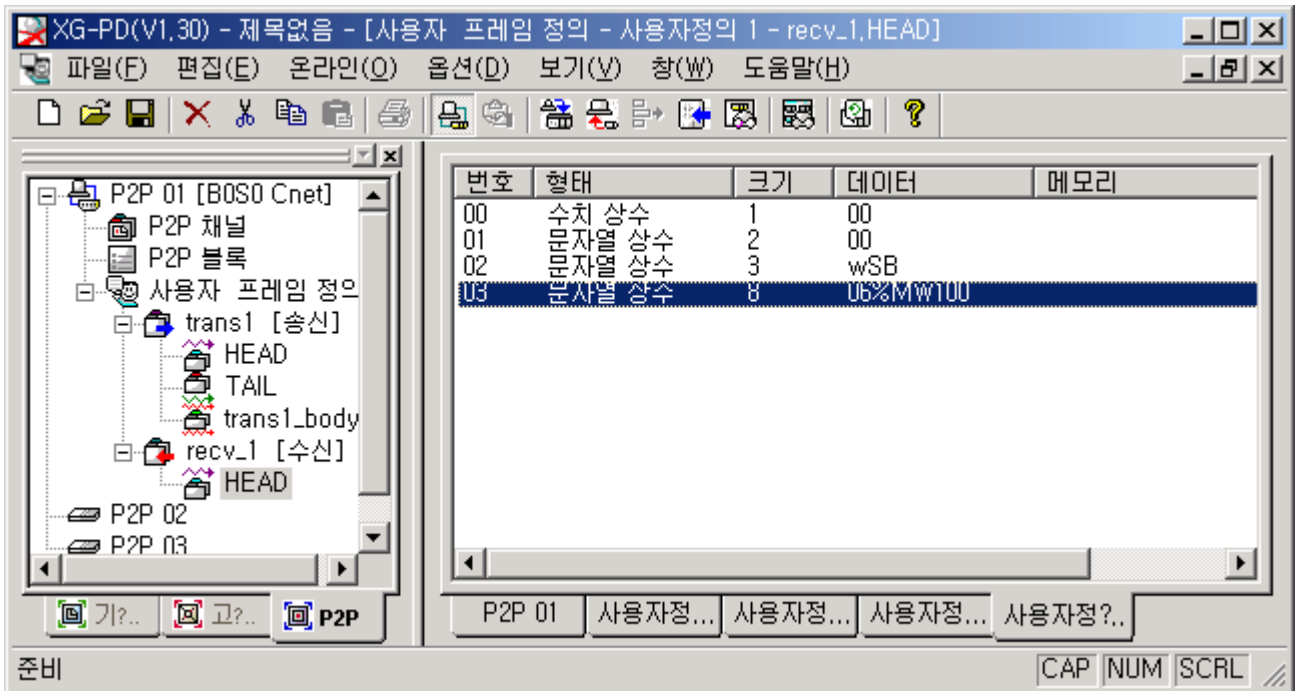 XG-PD(V1,30) - 제목없음 - [사용자 프레임 정의 - 사용자정의 1 - recv_1,HEAD]
파일(F) 편집(E) 온라인(O) 옵션(D) 보기(V) 창(W) 도움말(H)
P2P 01 [B0S0 Cnet]
P2P 채널
P2P 블록
사용자 프레임 정의
trans1 [송신]
HEAD
TAIL
trans1_body
recv_1 [수신]
HEAD
P2P 02
P2P 03
기?.. 고?.. P2P
번호 형태 크기 데이터 메모리
00 수치 상수 1 00
01 문자열 상수 2 00
02 문자열 상수 3 wSB
03 문자열 상수 8 06%MW100
P2P 01 사용자정... 사용자정... 사용자정... 사용자정?..
준비
CAP NUM SCRL